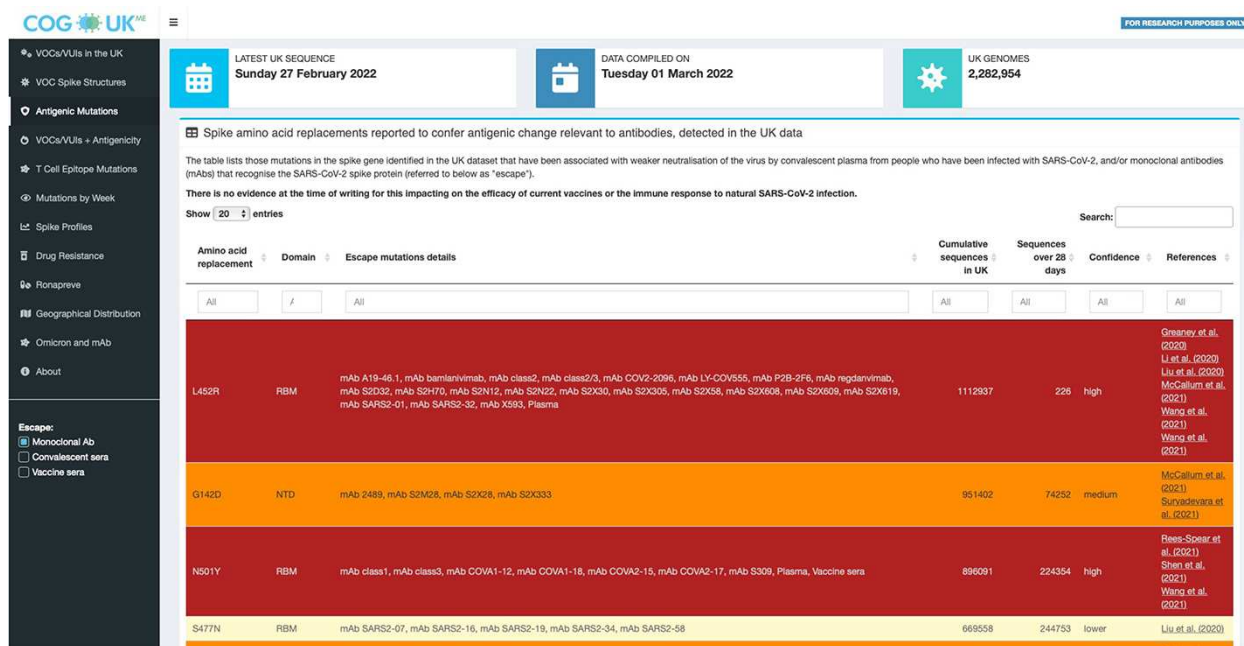 COG UK ME
FOR RESEARCH PURPOSES ONLY
VOCs/VUIs in the UK
VOC Spike Structures
Antigenic Mutations
VOCs/VUIs + Antigenicity
T Cell Epitope Mutations
Mutations by Week
Spike Profiles
Drug Resistance
Ronapreve
Geographical Distribution
Omicron and mAb
About
Escape:
Monoclonal Ab
Convalescent sera
Vaccine sera
LATEST UK SEQUENCE
Sunday 27 February 2022
DATA COMPILED ON
Tuesday 01 March 2022
UK GENOMES
2,282,954
Spike amino acid replacements reported to confer antigenic change relevant to antibodies, detected in the UK data
The table lists those mutations in the spike gene identified in the UK dataset that have been associated with weaker neutralisation of the virus by convalescent plasma from people who have been infected with SARS-CoV-2, and/or monoclonal antibodies
(mAbs) that recognise the SARS-CoV-2 spike protein (referred to below as "escape").
There is no evidence at the time of writing for this impacting on the efficacy of current vaccines or the immune response to natural SARS-CoV-2 infection.
Show 20 entries
Search:
Amino acid
replacement
Domain
Escape mutations details
Cumulative
sequences
in UK
Sequences
over 28
days
Confidence
References
All
All
All
All
All
All
L452R
RBM
mAb A19-46.1, mAb bamlanivimab, mAb class2, mAb class2/3, mAb COV2-2096, mAb LY-COV555, mAb P2B-2F6, mAb regdanvimab,
mAb S2D32, mAb S2H70, mAb S2N12, mAb S2N22, mAb S2X30, mAb S2X305, mAb S2X58, mAb S2X608, mAb S2X609, mAb S2X619,
mAb SARS2-01, mAb SARS2-32, mAb X593, Plasma
1112937
226
high
Greaney et al.
(2020)
Li et al. (2020)
Liu et al. (2020)
McCallum et al.
(2021)
Wang et al.
(2021)
Wang et al.
(2021)
G142D
NTD
mAb 2489, mAb S2M28, mAb S2X28, mAb S2X333
951402
74252
medium
McCallum et al.
(2021)
Suryadevara et
al. (2021)
N501Y
RBM
mAb class1, mAb class3, mAb COVA1-12, mAb COVA1-18, mAb COVA2-15, mAb COVA2-17, mAb S309, Plasma, Vaccine sera
896091
224354
high
Rees-Spear et
al. (2021)
Shen et al.
(2021)
Wang et al.
(2021)
S477N
RBM
mAb SARS2-07, mAb SARS2-16, mAb SARS2-19, mAb SARS2-34, mAb SARS2-58
669558
244753
lower
Liu et al. (2020)